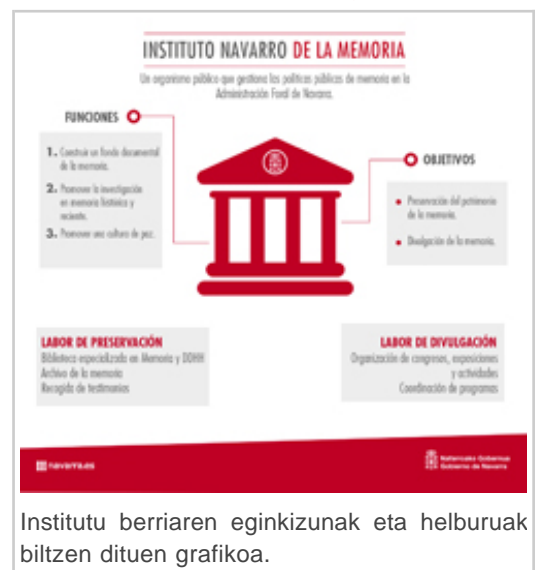 INSTITUTO NAVARRO DE LA MEMORIA
Un organismo público que gestiona las políticas públicas de memoria en la
Administración Foral de Navarra.
FUNCIONES
1. Construir un fondo documental
de la memoria.
2. Promover la investigación
en memoria histórica y
reciente.
3. Promover una cultura de paz.
OBJETIVOS
Preservación del patrimonio
de la memoria.
Divulgación de la memoria.
LABOR DE PRESERVACIÓN
Biblioteca especializada en Memoria y DDHH
Archivo de la memoria
Recogida de testimonios
LABOR DE DIVULGACIÓN
Organización de congresos, exposiciones
y actividades
Coordinación de programas
navarra.es
Nafarroako Gobernua
Gobierno de Navarra
Institutu berriaren eginkizunak eta helburuak
biltzen dituen grafikoa.